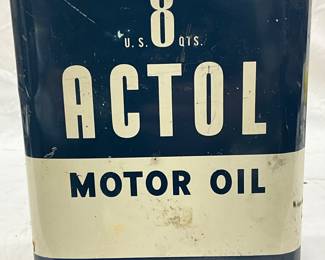 8
U.S. QTS.
ACTOL
MOTOR OIL